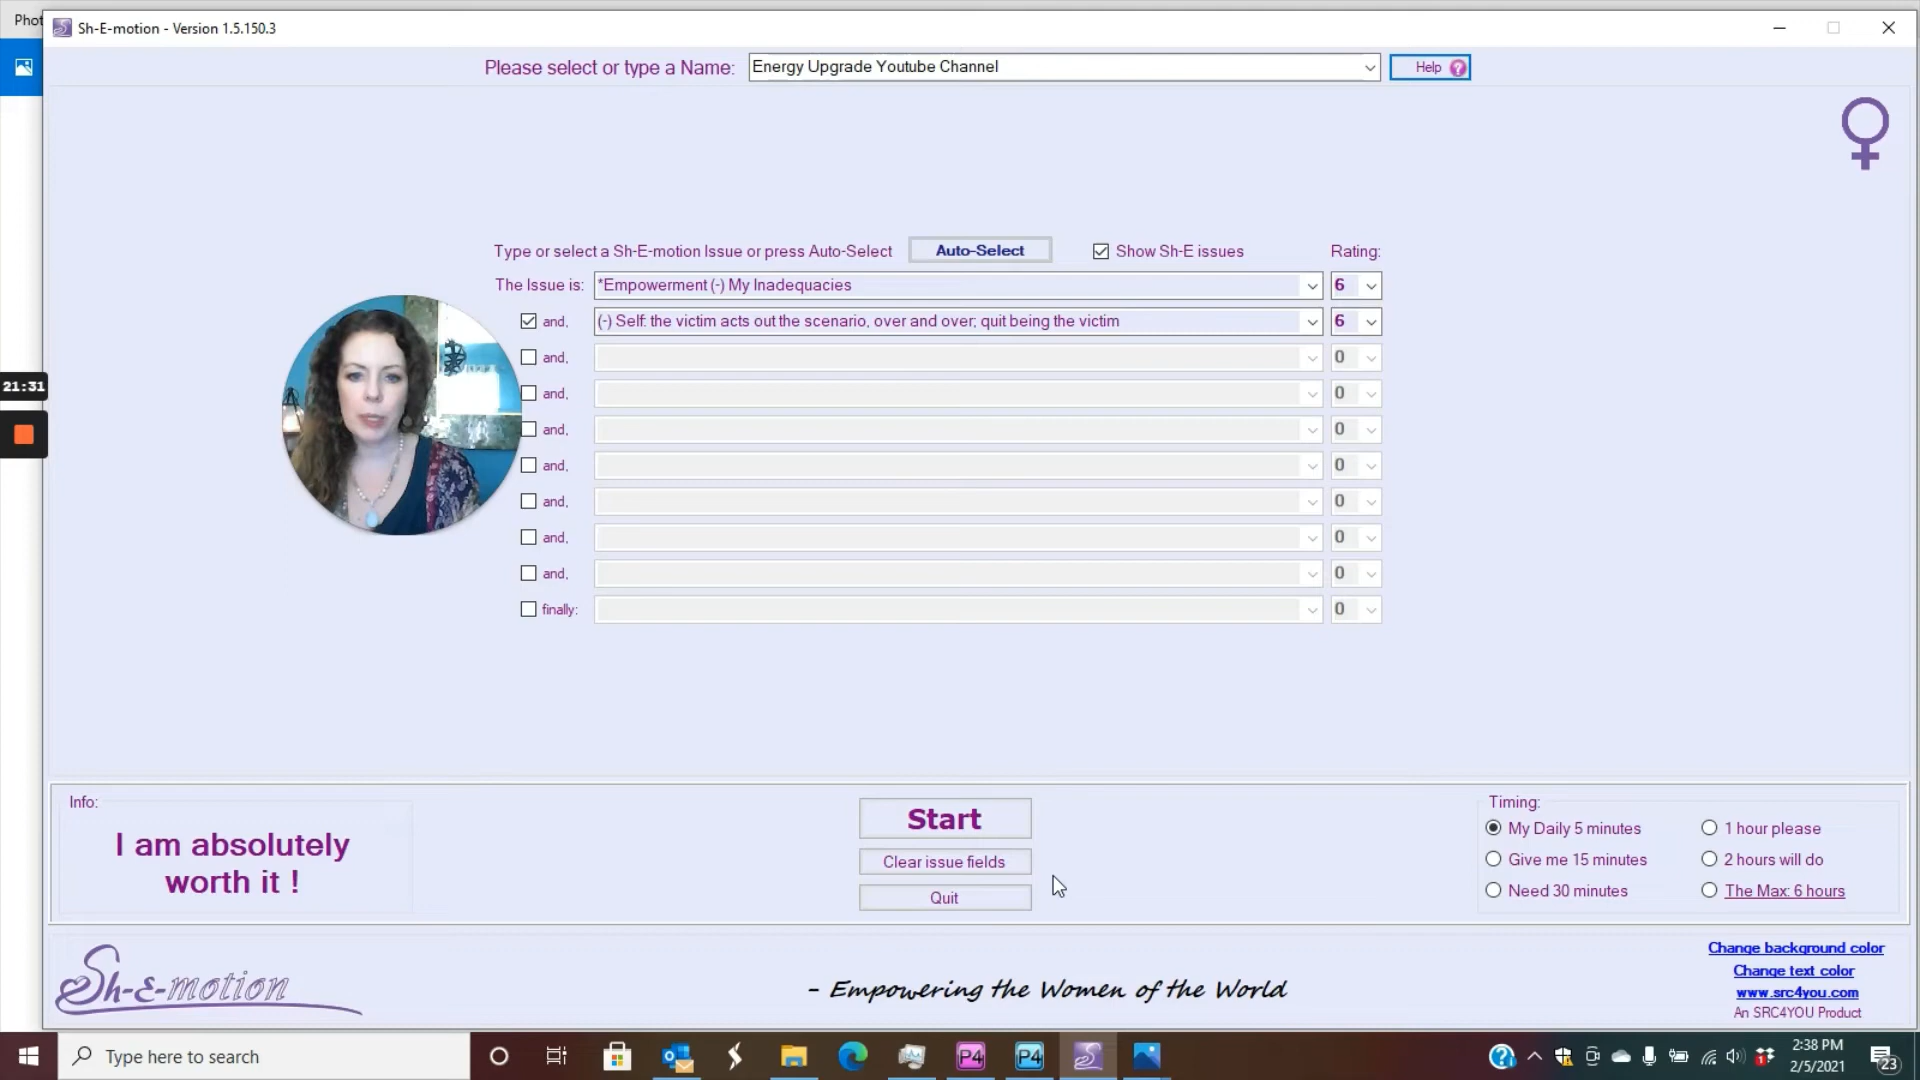 Phot
Sh-E-motion - Version 1.5.150.3
Please select or type a Name: Energy Upgrade Youtube Channel Help ?
Type or select a Sh-E-motion Issue or press Auto-Select Auto-Select Show Sh-E issues Rating:
The Issue is: *Empowerment (-) My Inadequacies 6
and, (-) Self: the victim acts out the scenario, over and over; quit being the victim 6
and, 0
21:31
and, 0
and, 0
and, 0
and, 0
and, 0
and, 0
finally: 0
Info:
I am absolutely
worth it !
Start
Clear issue fields
Quit
Timing:
My Daily 5 minutes 1 hour please
Give me 15 minutes 2 hours will do
Need 30 minutes The Max: 6 hours
Sh-E-motion
- Empowering the Women of the World
Change background color
Change text color
www.src4you.com
An SRC4YOU Product
Type here to search
P4 P4
2:38 PM
2/5/2021
23